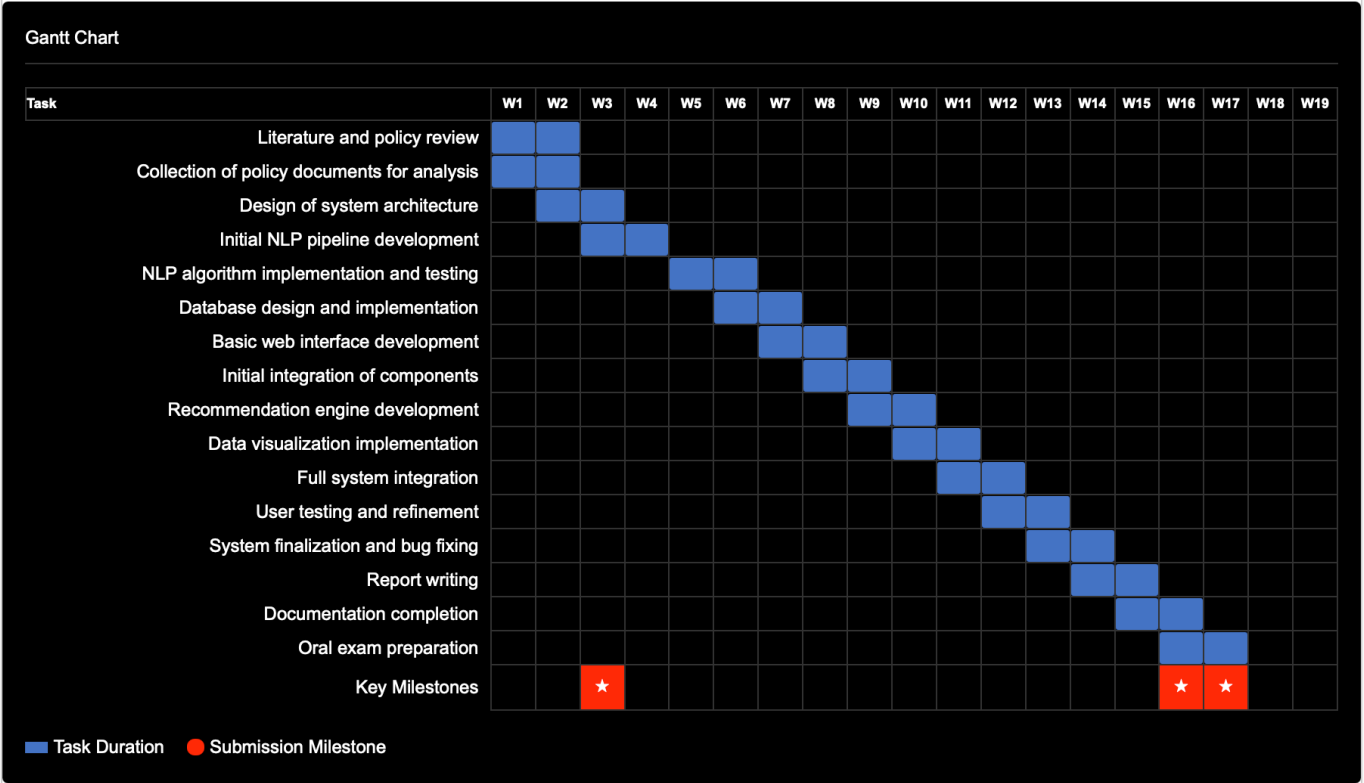 Gantt Chart
Task W1 W2 W3 W4 W5 W6 W7 W8 W9 W10 W11 W12 W13 W14 W15 W16 W17 W18 W19
Literature and policy review
Collection of policy documents for analysis
Design of system architecture
Initial NLP pipeline development
NLP algorithm implementation and testing
Database design and implementation
Basic web interface development
Initial integration of components
Recommendation engine development
Data visualization implementation
Full system integration
User testing and refinement
System finalization and bug fixing
Report writing
Documentation completion
Oral exam preparation
Key Milestones ★ ★ ★
Task Duration Submission Milestone